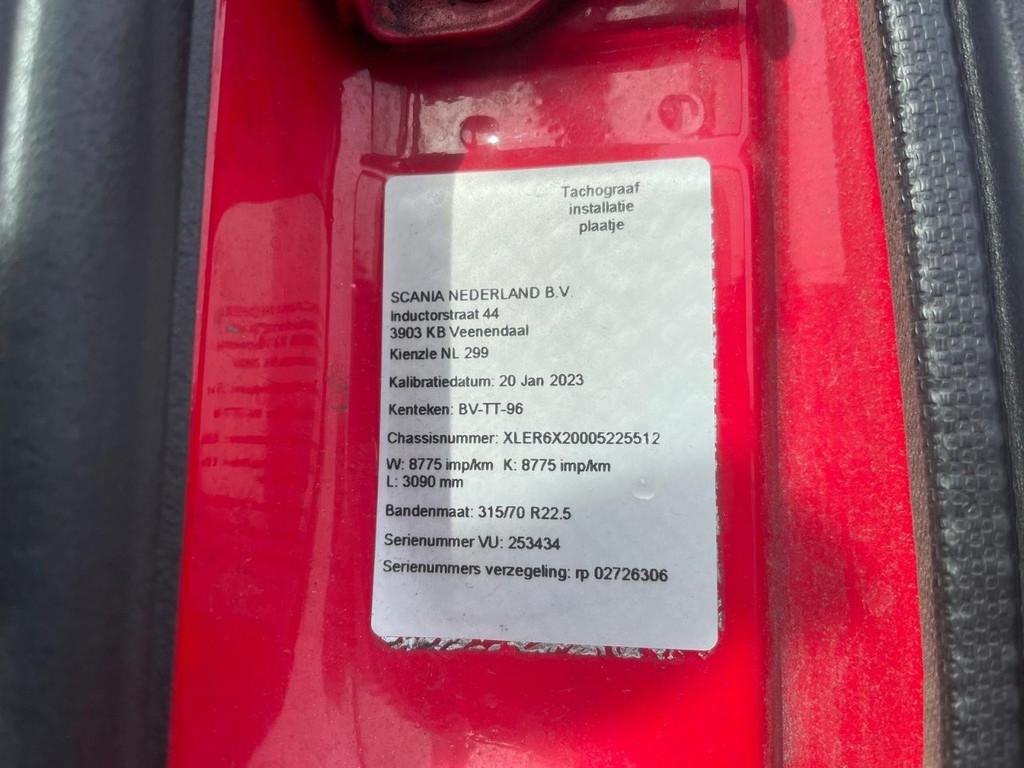 Tachograaf
installatie
plaatje
SCANIA NEDERLAND B.V.
Inductorstraat 44
3903 KB Veenendaal
Kienzle NL 299
Kalibratiedatum: 20 Jan 2023
Kenteken: BV-TT-96
Chassisnummer: XLER6X20005225512
W: 8775 imp/km K: 8775 imp/km
L: 3090 mm
Bandenmaat: 315/70 R22.5
Serienummer VU: 253434
Serienummers verzegeling: rp 02726306